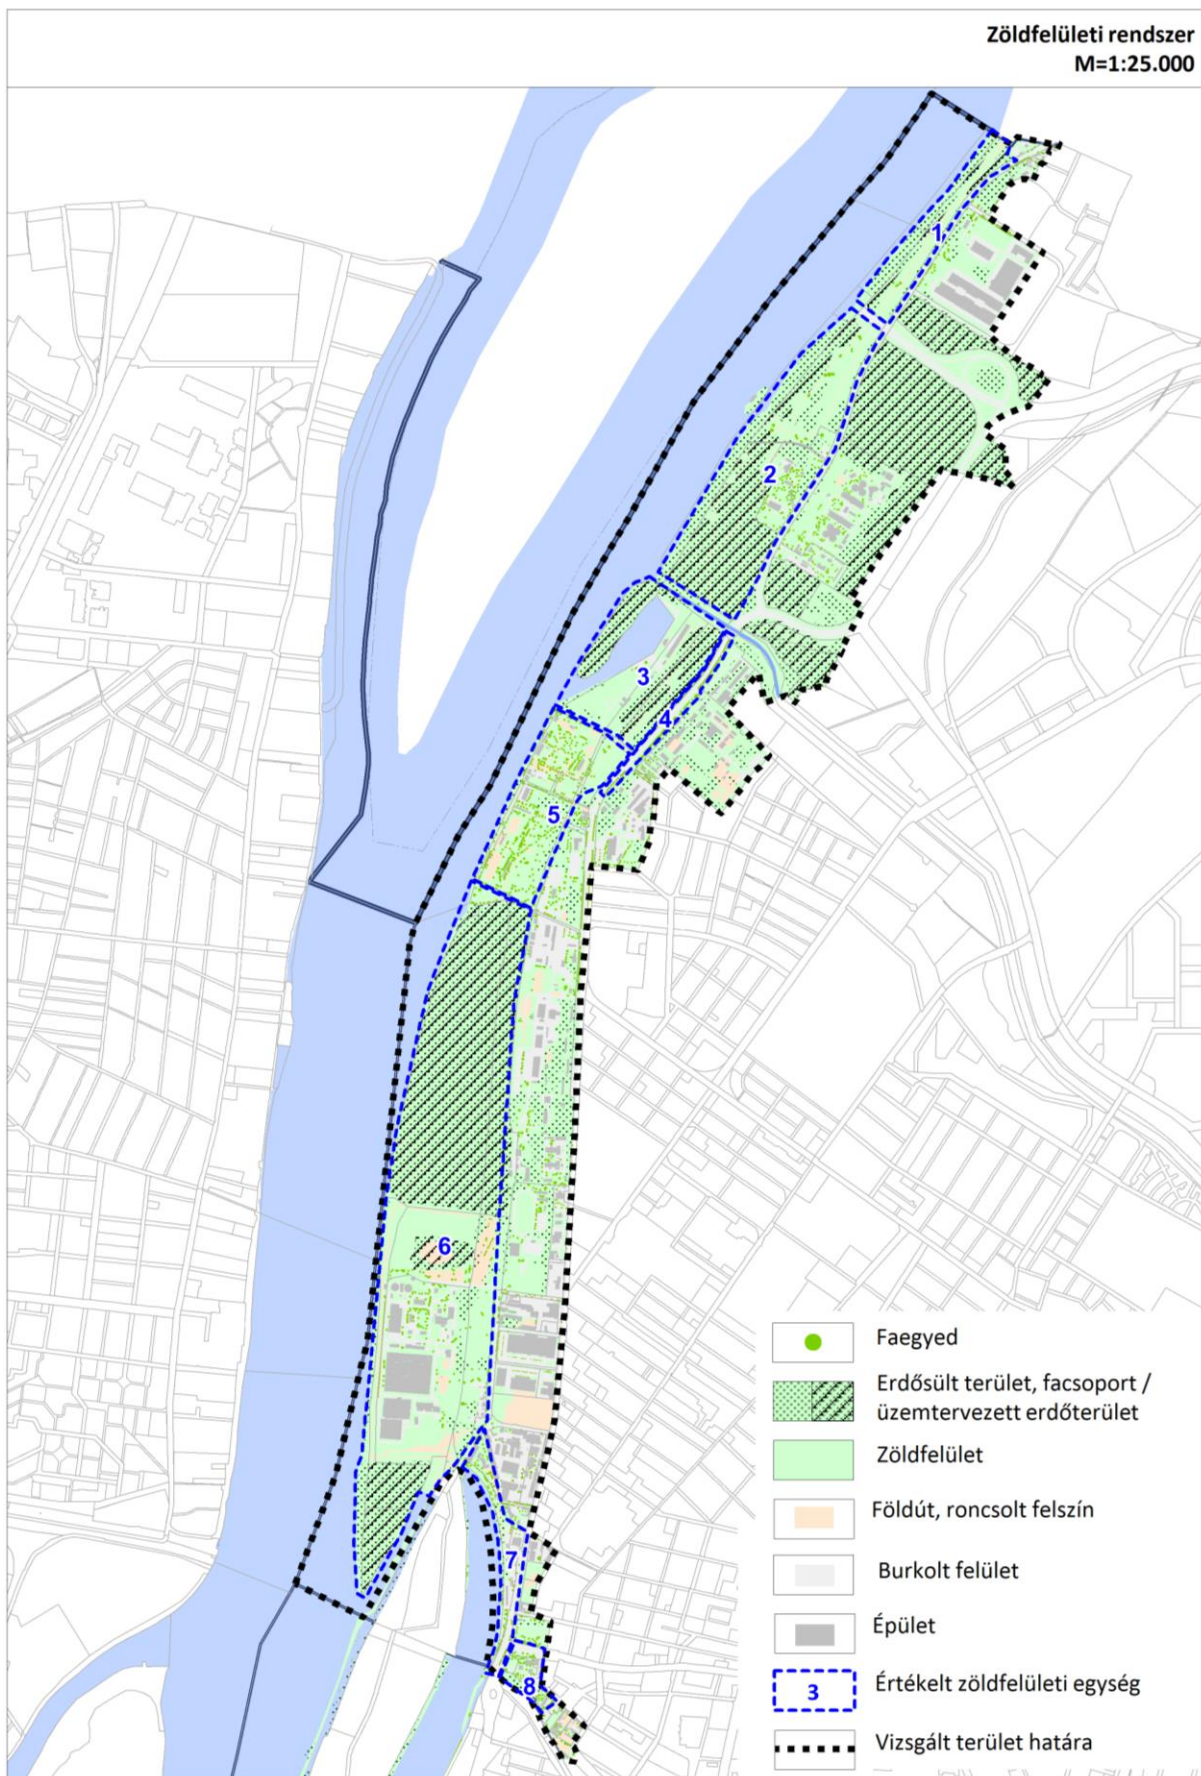 Zöldfelületi rendszer
M=1:25.000
1
2
3
4
5
6
7
8
Faegyed
Erdősült terület, facsoport /
üzemtervezett erdőterület
Zöldfelület
Földút, roncsolt felszín
Burkolt felület
Épület
3 Értékelt zöldfelületi egység
Vizsgált terület határa